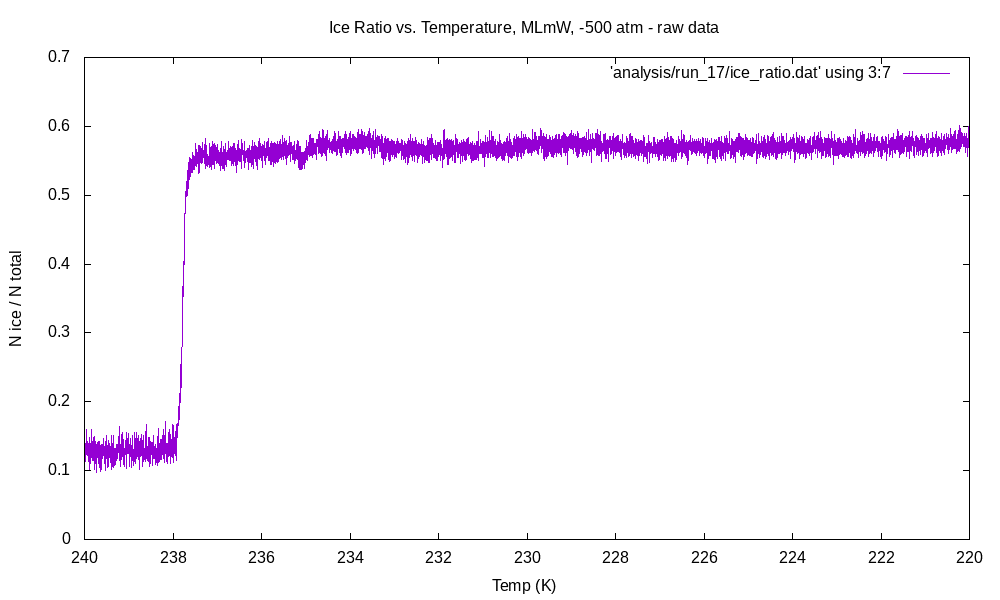 Ice Ratio vs. Temperature, MLmW, -500 atm - raw data
'analysis/run_17/ice_ratio.dat' using 3:7
0.7
0.6
0.5
0.4
0.3
0.2
0.1
0
N ice / N total
240 238 236 234 232 230 228 226 224 222 220
Temp (K)